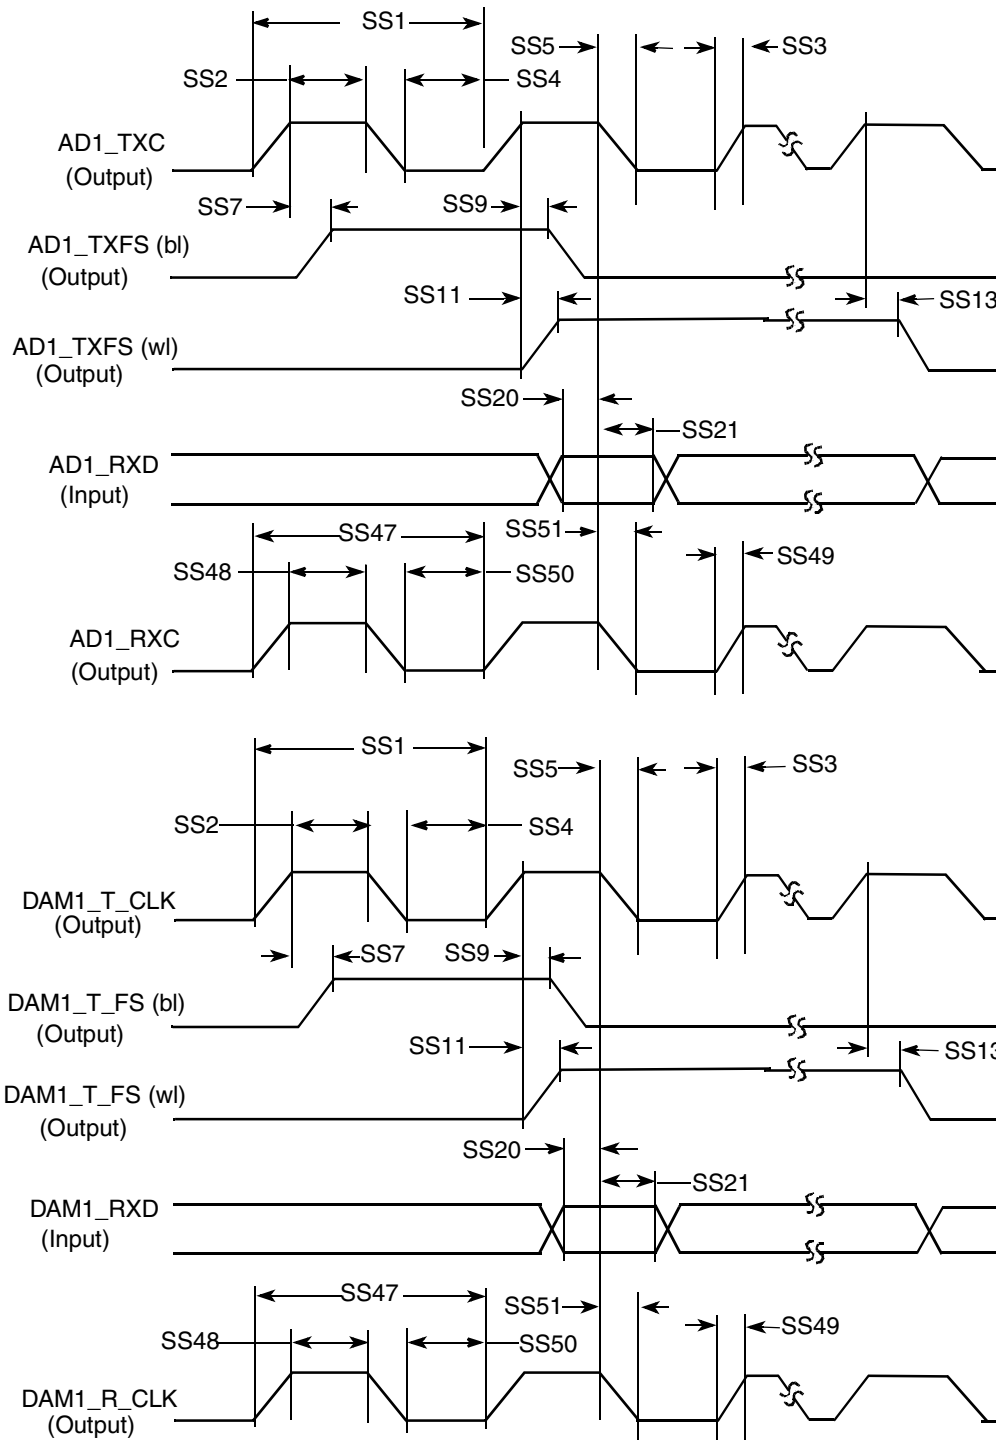 SS1
SS5
SS3
SS2
SS4
AD1_TXC
(Output)
SS7
SS9
AD1_TXFS (bl)
(Output)
SS11
SS13
AD1_TXFS (wl)
(Output)
SS20
SS21
AD1_RXD
(Input)
SS47
SS51
SS49
SS48
SS50
AD1_RXC
(Output)
SS1
SS5
SS3
SS2
SS4
DAM1_T_CLK
(Output)
SS7
SS9
DAM1_T_FS (bl)
(Output)
SS11
SS13
DAM1_T_FS (wl)
(Output)
SS20
SS21
DAM1_RXD
(Input)
SS47
SS51
SS49
SS48
SS50
DAM1_R_CLK
(Output)